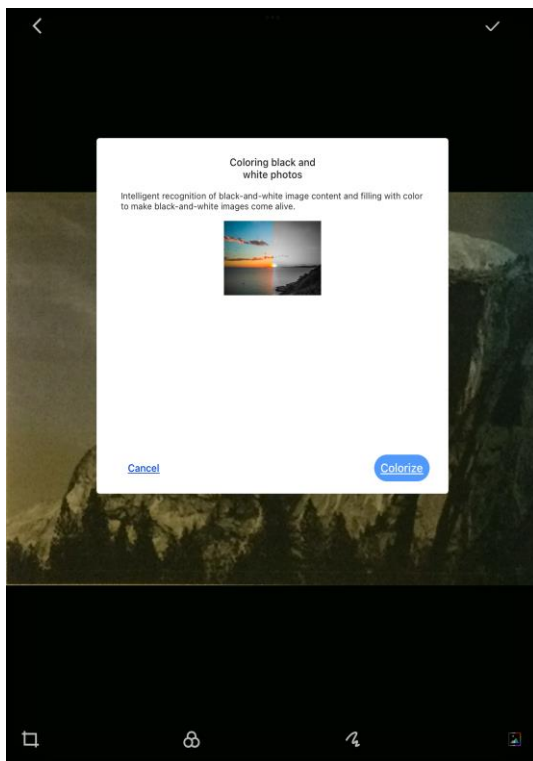 Coloring black and
white photos
Intelligent recognition of black-and-white image content and filling with color
to make black-and-white images come alive.
Cancel
Colorize